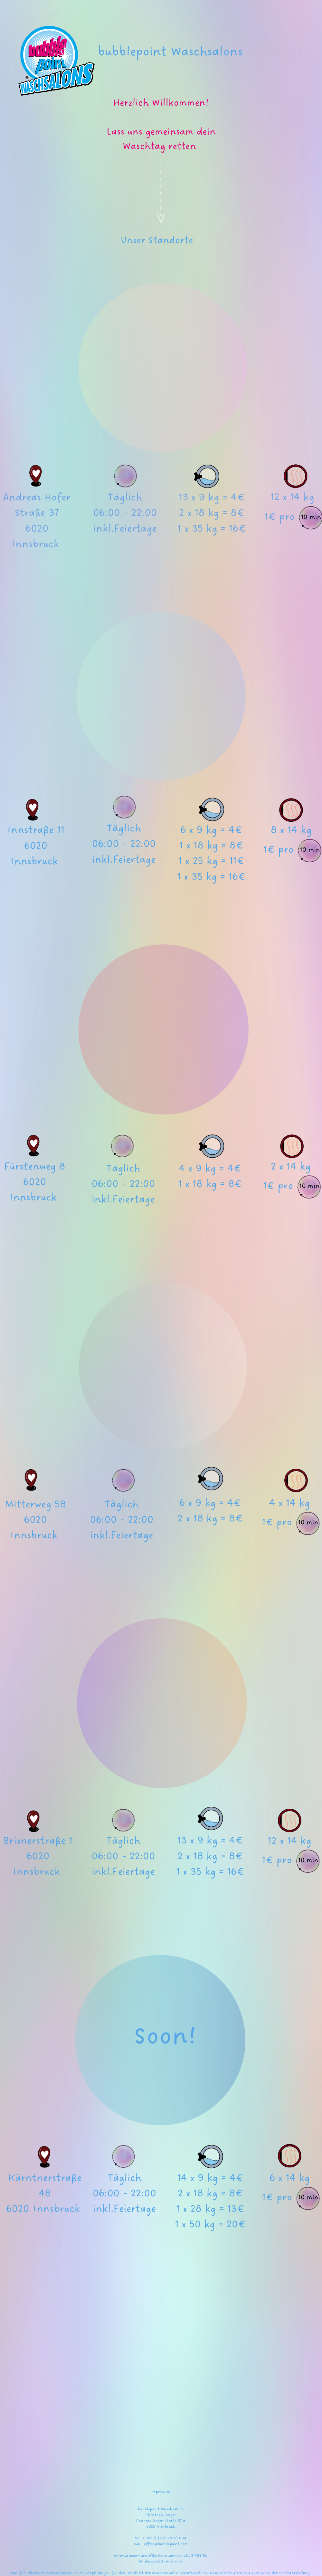 bubble
point
WASCHSALONS
bubblepoint Waschsalons
Herzlich Willkommen!
Lass uns gemeinsam dein
Waschtag retten
Unser Standorte
Andreas Hofer
Straße 37
6020
Innsbruck
Täglich
06:00 - 22:00
inkl.Feiertage
13 x 9 kg = 4€
2 x 18 kg = 8€
1 x 35 kg = 16€
12 x 14 kg
1€ pro 10 min
Innstraße 11
6020
Innsbruck
Täglich
06:00 - 22:00
inkl.Feiertage
6 x 9 kg = 4€
1 x 18 kg = 8€
1 x 25 kg = 11€
1 x 35 kg = 16€
8 x 14 kg
1€ pro 10 min
Fürstenweg 8
6020
Innsbruck
Täglich
06:00 - 22:00
inkl.Feiertage
4 x 9 kg = 4€
1 x 18 kg = 8€
2 x 14 kg
1€ pro 10 min
Mitterweg 58
6020
Innsbruck
Täglich
06:00 - 22:00
inkl.Feiertage
6 x 9 kg = 4€
2 x 18 kg = 8€
4 x 14 kg
1€ pro 10 min
Brixnerstraße 1
6020
Innsbruck
Täglich
06:00 - 22:00
inkl.Feiertage
13 x 9 kg = 4€
2 x 18 kg = 8€
1 x 35 kg = 16€
12 x 14 kg
1€ pro 10 min
Soon!
Kärntnerstraße
48
6020 Innsbruck
Täglich
06:00 - 22:00
inkl.Feiertage
14 x 9 kg = 4€
2 x 18 kg = 8€
1 x 28 kg = 13€
1 x 50 kg = 20€
6 x 14 kg
1€ pro 10 min
Impressum
bubblepoint Waschsalons
6020 Innsbruck